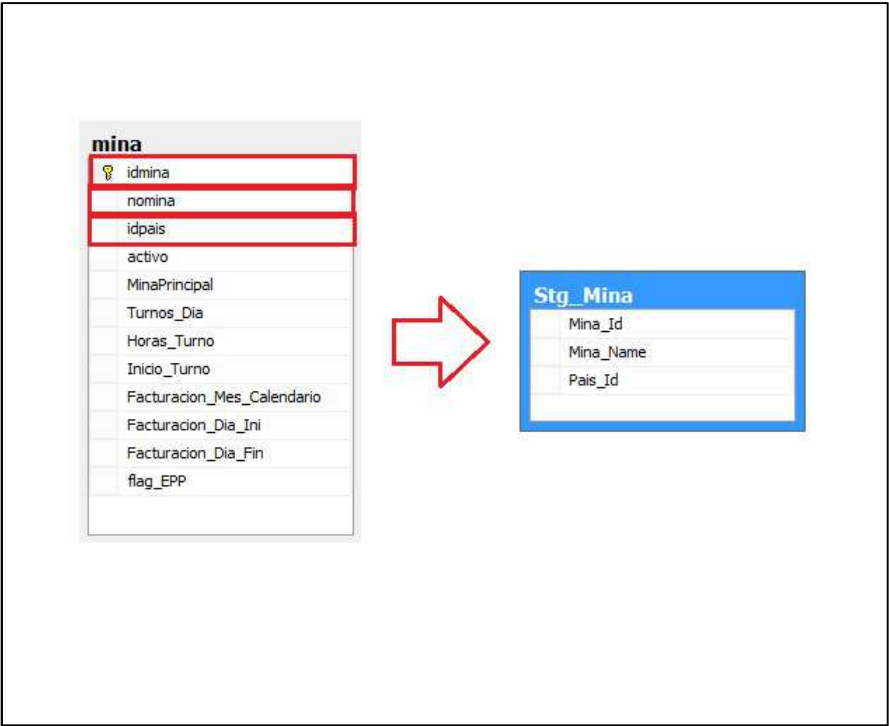 mina
idmina
nomina
idpais
activo
MinaPrincipal
Turnos_Dia
Horas_Turno
Inicio_Turno
Facturacion_Mes_Calendario
Facturacion_Dia_Ini
Facturacion_Dia_Fin
flag_EPP
Stg_Mina
Mina_Id
Mina_Name
Pais_Id